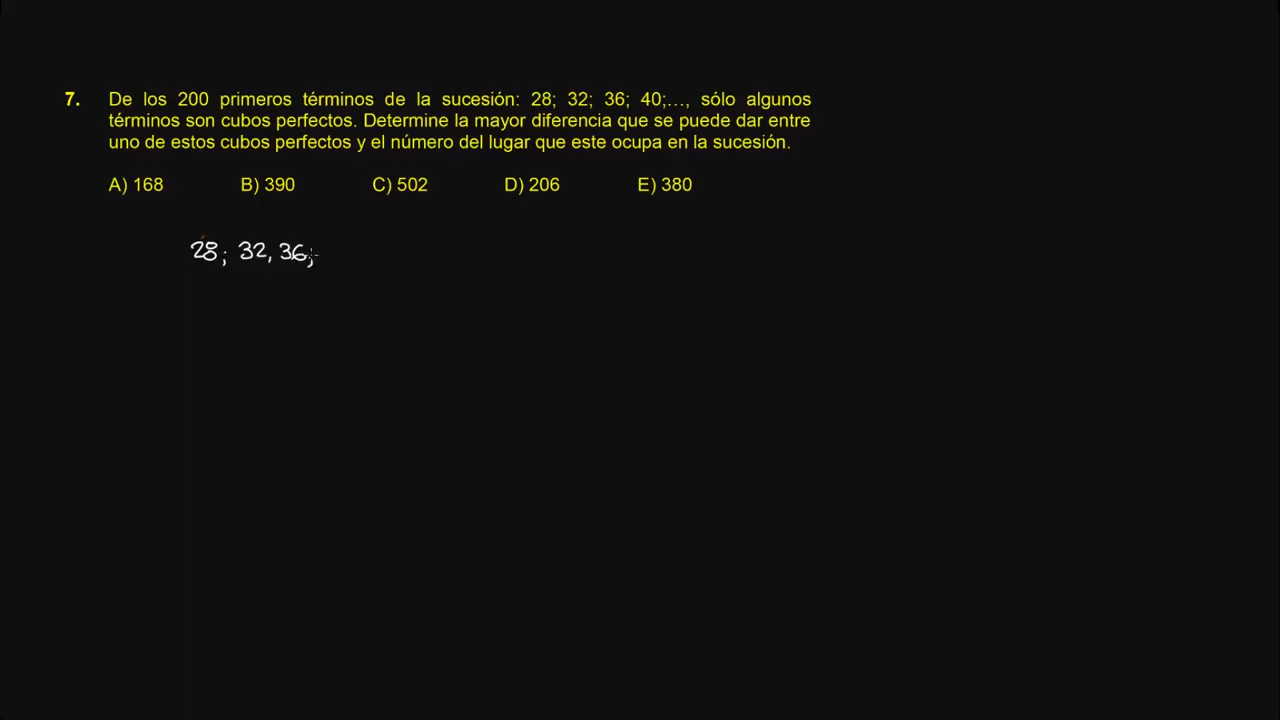 7. De los 200 primeros términos de la sucesión: 28; 32; 36; 40;…, sólo algunos
términos son cubos perfectos. Determine la mayor diferencia que se puede dar entre
uno de estos cubos perfectos y el número del lugar que este ocupa en la sucesión.
A) 168 B) 390 C) 502 D) 206 E) 380
28; 32, 36;